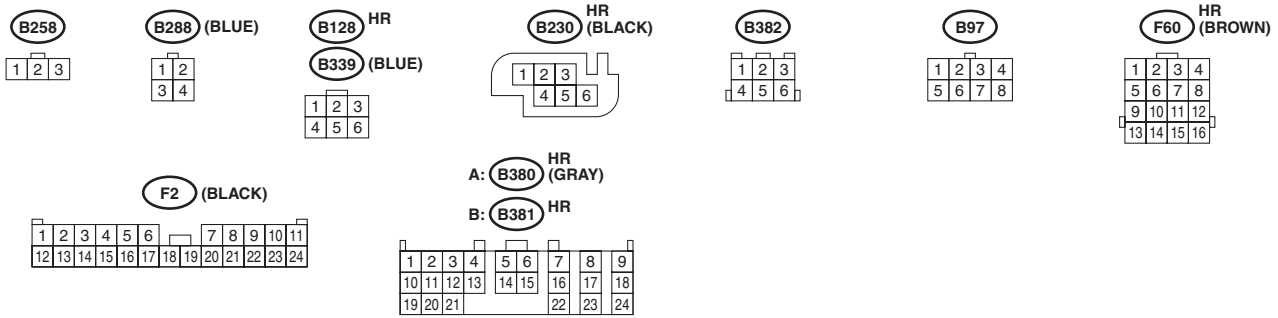 B258
1 2 3
B288 (BLUE)
1 2
3 4
B128 HR
B339 (BLUE)
1 2 3
4 5 6
B230 HR (BLACK)
1 2 3
4 5 6
B382
1 2 3
4 5 6
B97
1 2 3 4
5 6 7 8
F60 HR (BROWN)
1 2 3 4
5 6 7 8
9 10 11 12
13 14 15 16
F2 (BLACK)
1 2 3 4 5 6 7 8 9 10 11
12 13 14 15 16 17 18 19 20 21 22 23 24
A: B380 HR (GRAY)
B: B381 HR
1 2 3 4 5 6 7 8 9
10 11 12 13 14 15 16 17 18
19 20 21 22 23 24